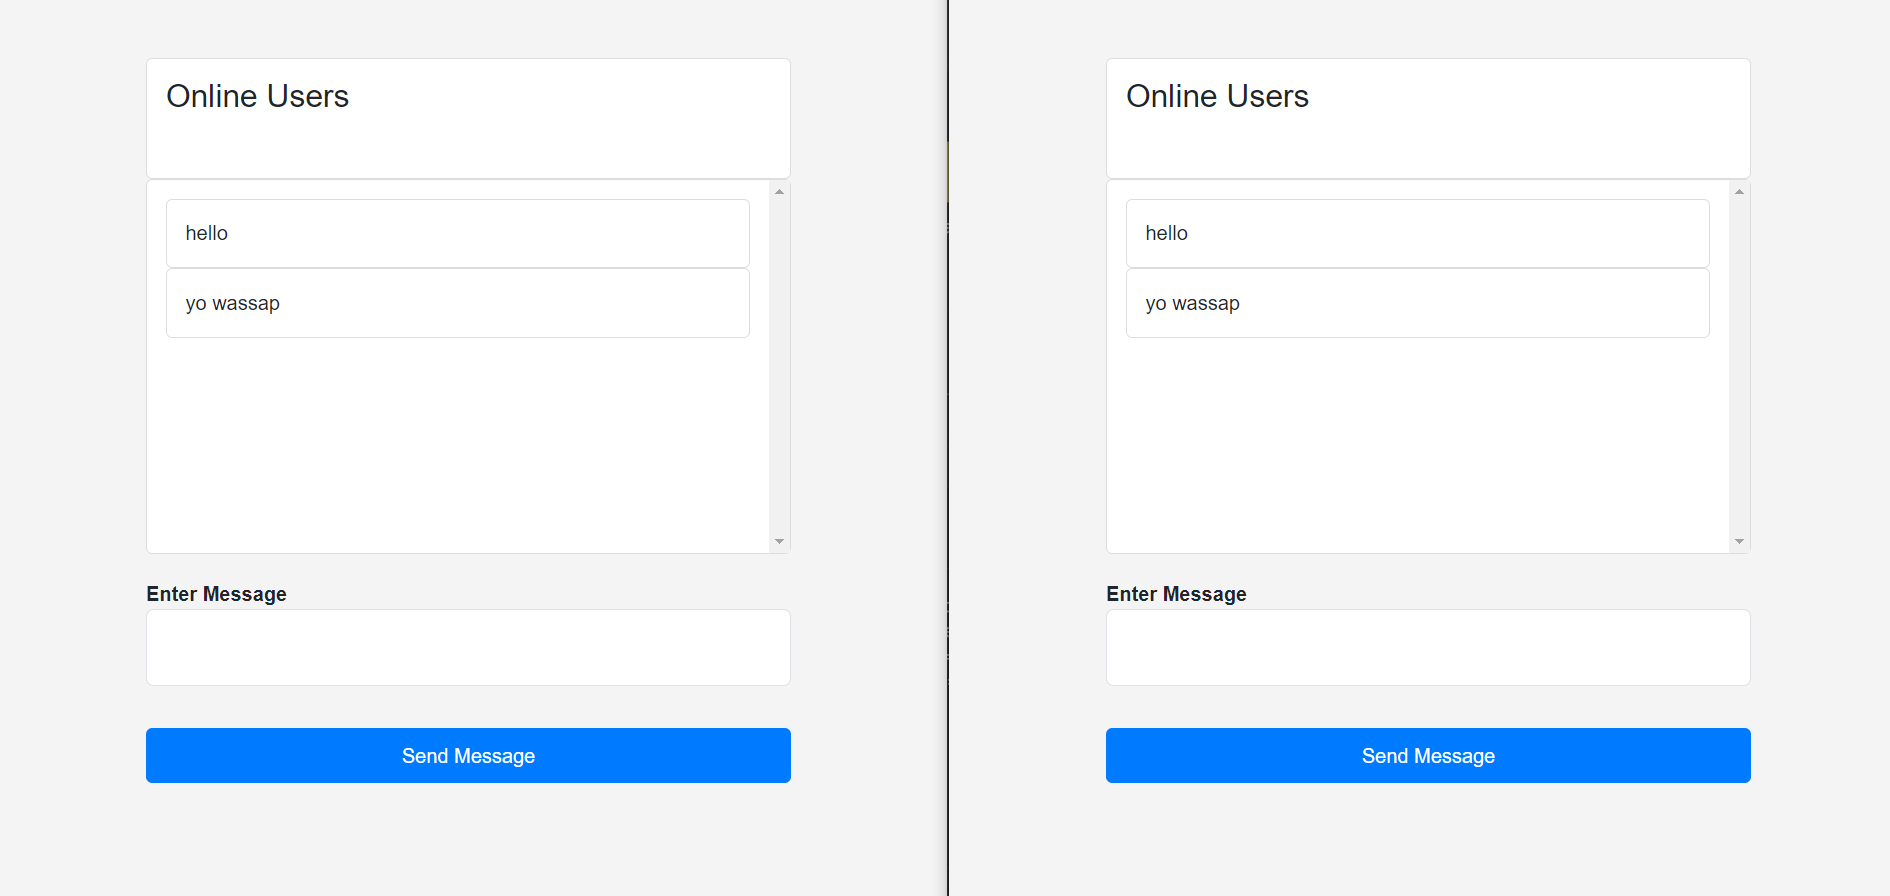 Online Users
hello
yo wassap
Enter Message
Send Message
Online Users
hello
yo wassap
Enter Message
Send Message